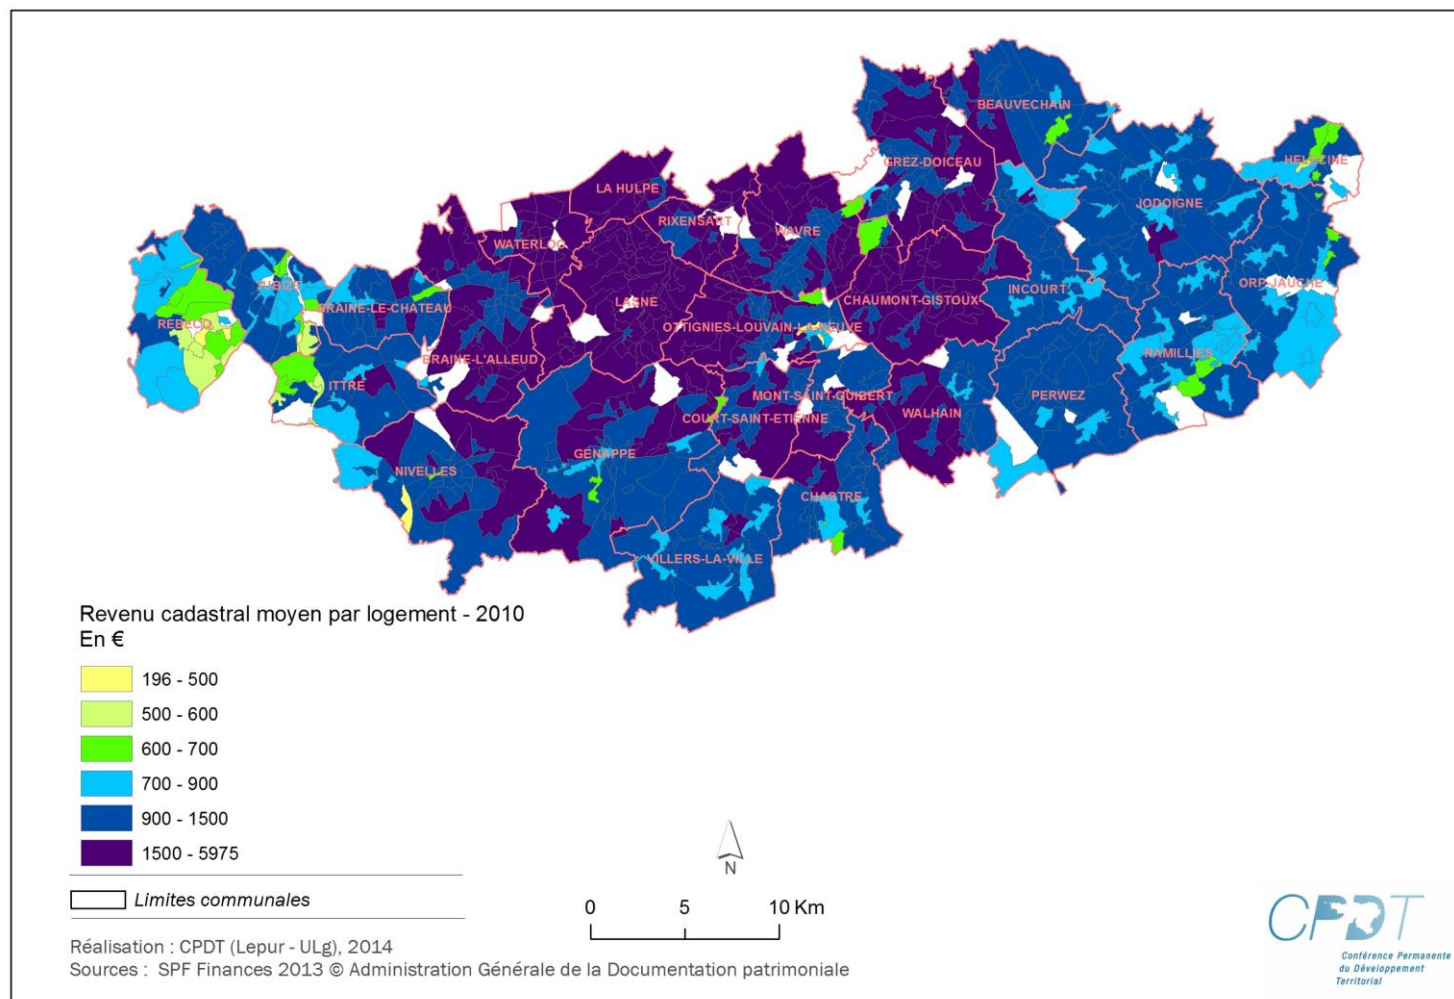 BEAUVECHAIN
HELECINE
GREZ-DOICEAU
LA HULPE
JODOIGNE
RIXENSART
WAVRE
WATERLOO
TUBIZE
ORP-JAUCHE
INCOURT
LASNE
CHAUMONT-GISTOUX
BRAINE-LE-CHATEAU
REBECQ
OTTIGNIES-LOUVAIN-LA-NEUVE
RAMILLIES
BRAINE-L'ALLEUD
ITTRE
MONT-SAINT-GUIBERT
PERWEZ
WALHAIN
COURT-SAINT-ETIENNE
GENAPPE
NIVELLES
CHASTRE
VILLERS-LA-VILLE
Revenu cadastral moyen par logement - 2010
En €
196 - 500
500 - 600
600 - 700
700 - 900
900 - 1500
1500 - 5975
Limites communales
N
0 5 10 Km
Réalisation : CPDT (Lepur - ULg), 2014
Sources : SPF Finances 2013 © Administration Générale de la Documentation patrimoniale
CPDT
Conférence Permanente
du Développement
Territorial